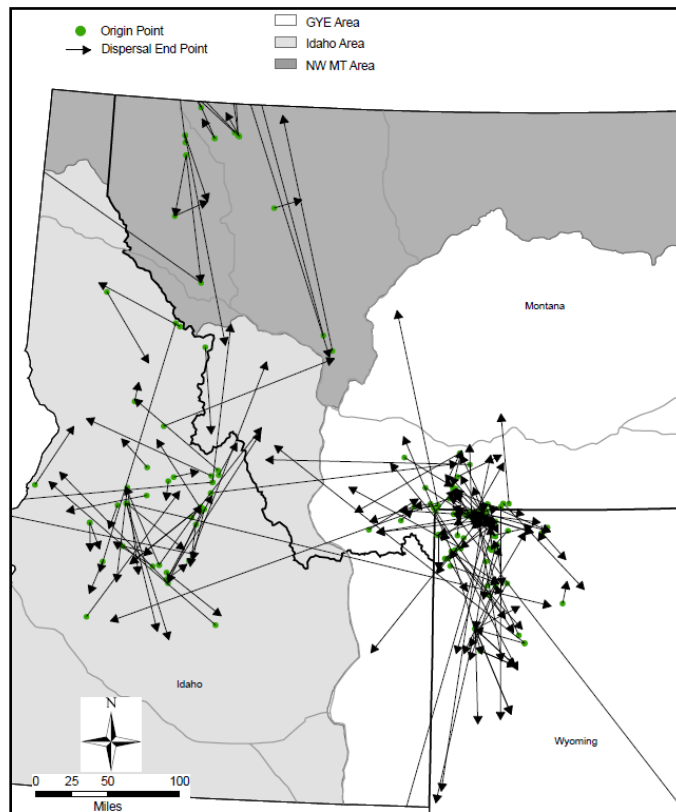 Origin Point
Dispersal End Point
GYE Area
Idaho Area
NW MT Area
Montana
Idaho
Wyoming
N
0 25 50 100
Miles